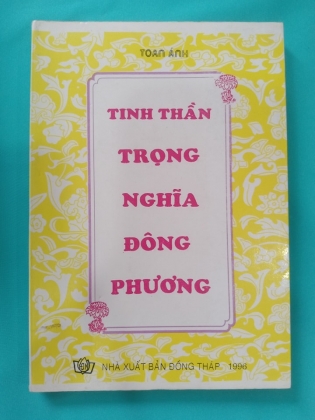 TOAN ÁNH
TINH THẦN
TRỌNG
NGHĨA
ĐÔNG
PHƯƠNG
NHÀ XUẤT BẢN ĐỒNG THÁP. 1996